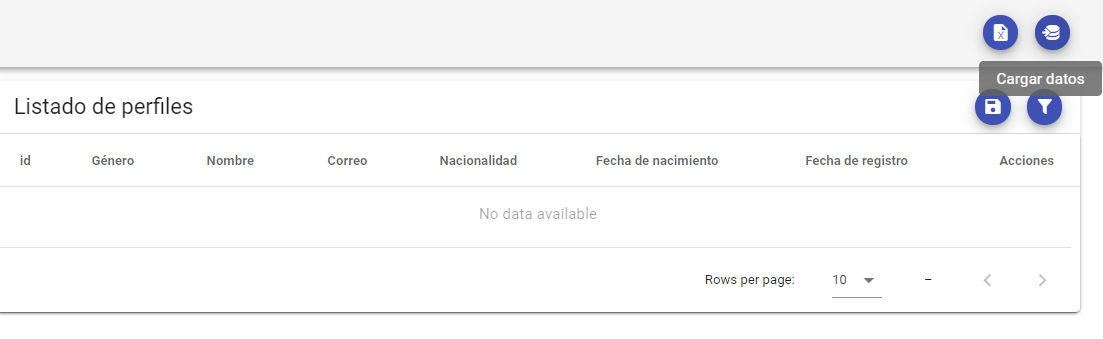 Cargar datos
Listado de perfiles
id Género Nombre Correo Nacionalidad Fecha de nacimiento Fecha de registro Acciones
No data available
Rows per page: 10 –